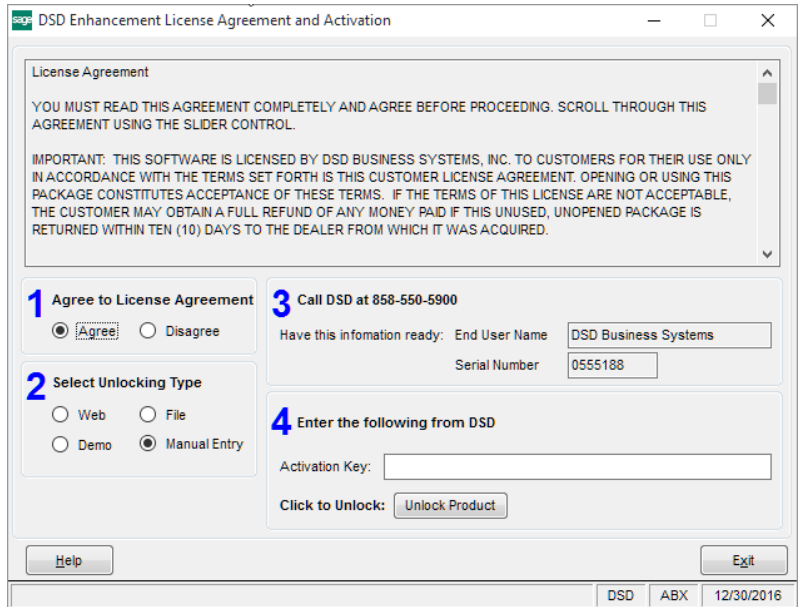 sage DSD Enhancement License Agreement and Activation
License Agreement
YOU MUST READ THIS AGREEMENT COMPLETELY AND AGREE BEFORE PROCEEDING. SCROLL THROUGH THIS
AGREEMENT USING THE SLIDER CONTROL.
IMPORTANT: THIS SOFTWARE IS LICENSED BY DSD BUSINESS SYSTEMS, INC. TO CUSTOMERS FOR THEIR USE ONLY
IN ACCORDANCE WITH THE TERMS SET FORTH IS THIS CUSTOMER LICENSE AGREEMENT. OPENING OR USING THIS
PACKAGE CONSTITUTES ACCEPTANCE OF THESE TERMS. IF THE TERMS OF THIS LICENSE ARE NOT ACCEPTABLE,
THE CUSTOMER MAY OBTAIN A FULL REFUND OF ANY MONEY PAID IF THIS UNUSED, UNOPENED PACKAGE IS
RETURNED WITHIN TEN (10) DAYS TO THE DEALER FROM WHICH IT WAS ACQUIRED.
1 Agree to License Agreement
Agree Disagree
2 Select Unlocking Type
Web File
Demo Manual Entry
3 Call DSD at 858-550-5900
Have this infomation ready: End User Name DSD Business Systems
Serial Number 0555188
4 Enter the following from DSD
Activation Key:
Click to Unlock: Unlock Product
Help Exit
DSD ABX 12/30/2016